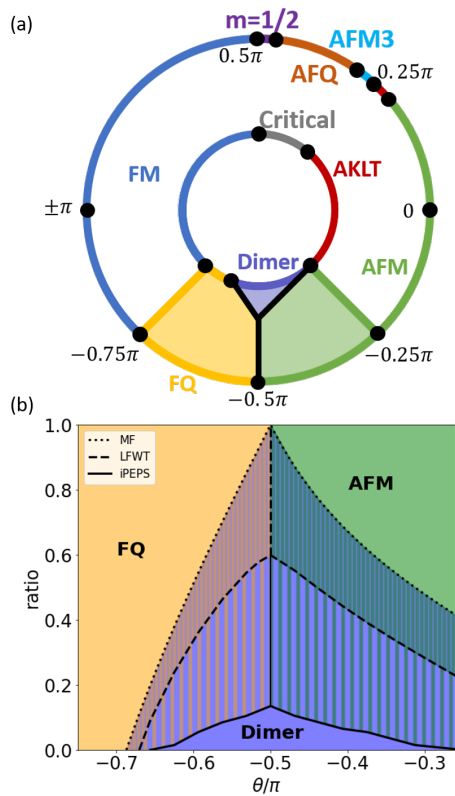 (a)
m=1/2
AFM3
0.5π
AFQ
0.25π
Critical
FM
AKLT
±π
0
Dimer
AFM
−0.75π
−0.25π
FQ
−0.5π
(b)
1.0
MF
LFWT
iPEPS
AFM
0.8
FQ
0.6
ratio
0.4
0.2
Dimer
0.0
−0.7 −0.6 −0.5 −0.4 −0.3
θ/π